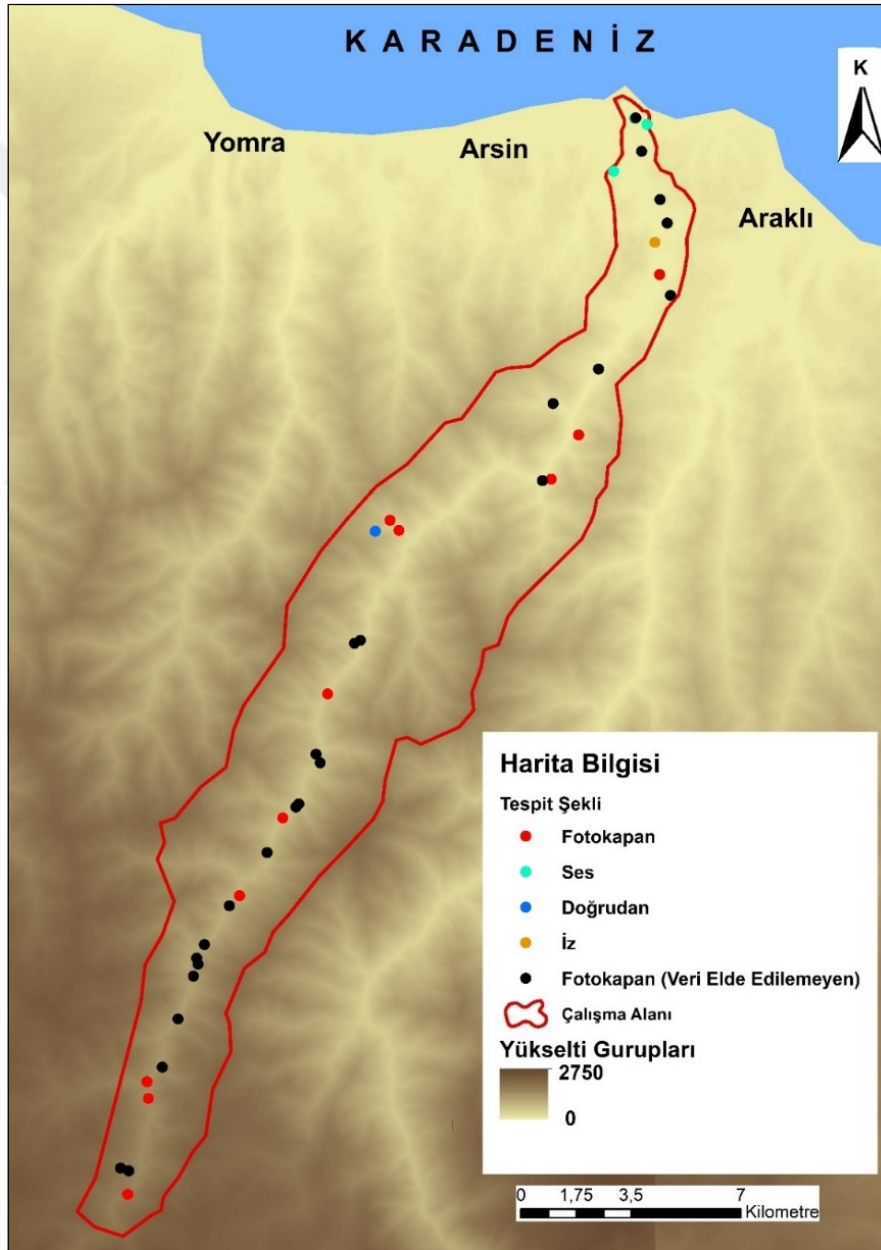 K A R A D E N İ Z
K
Yomra
Arsin
Araklı
Harita Bilgisi
Tespit Şekli
Fotokapan
Ses
Doğrudan
İz
Fotokapan (Veri Elde Edilemeyen)
Çalışma Alanı
Yükselti Gurupları
2750
0
0 1,75 3,5 7
Kilometre